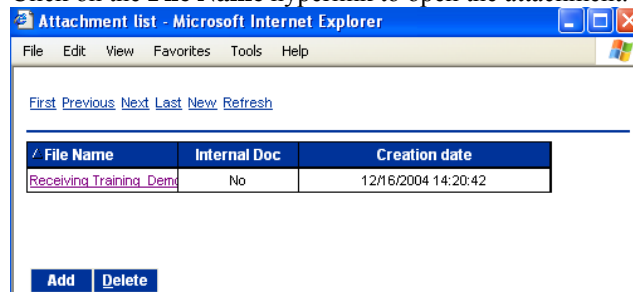 Click on the File Name hyperlink to open the attachment.
Attachment list - Microsoft Internet Explorer
File Edit View Favorites Tools Help
First Previous Next Last New Refresh
File Name Internal Doc Creation date
Receiving Training Demo No 12/16/2004 14:20:42
Add Delete